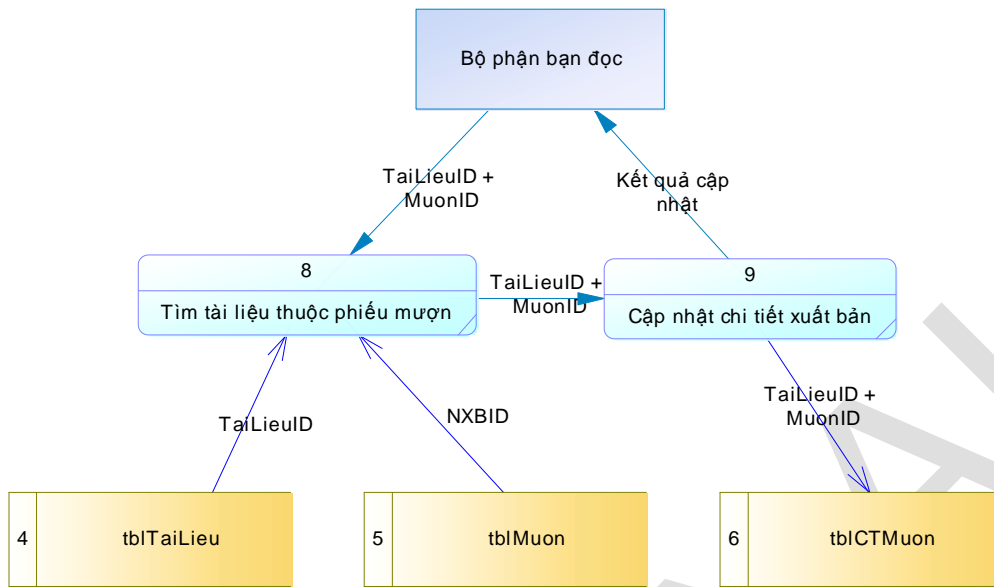 Bộ phận bạn đọc
TaiLieuID +
MuonID
Kết quả cập
nhật
8
Tìm tài liệu thuộc phiếu mượn
TaiLieuID +
MuonID
9
Cập nhật chi tiết xuất bản
TaiLieuID
NXBID
TaiLieuID +
MuonID
4
tblTaiLieu
5
tblMuon
6
tblCTMuon